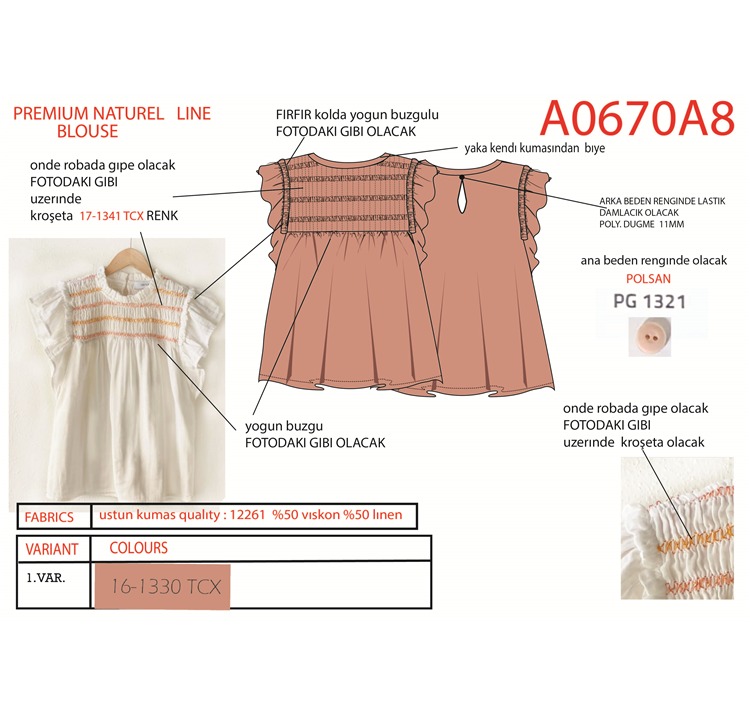 PREMIUM NATUREL LINE
BLOUSE
FIRFIR kolda yogun buzgulu
FOTODAKI GIBI OLACAK
A0670A8
yaka kendı kumasından bıye
onde robada gıpe olacak
FOTODAKI GIBI
uzerınde
kroşeta 17-1341 TCX RENK
ARKA BEDEN RENGINDE LASTIK
DAMLACIK OLACAK
POLY. DUGME 11MM
ana beden rengınde olacak
POLSAN
PG 1321
yogun buzgu
FOTODAKI GIBI OLACAK
onde robada gıpe olacak
FOTODAKI GIBI
uzerınde kroşeta olacak
FABRICS ustun kumas qualıty : 12261 %50 vıskon %50 lınen
VARIANT COLOURS
1.VAR. 16-1330 TCX